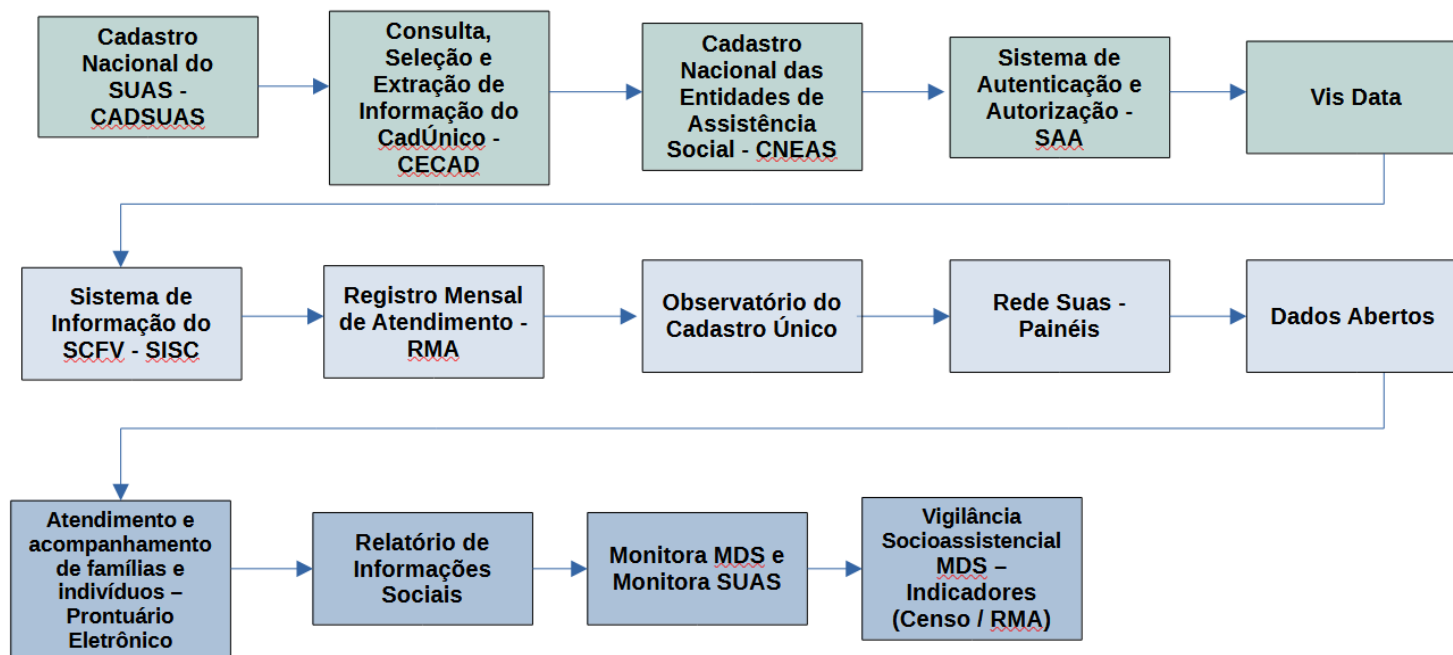 Cadastro
Nacional do
SUAS -
CADSUAS
Consulta,
Seleção e
Extração de
Informação do
CadÚnico -
CECAD
Cadastro
Nacional das
Entidades de
Assistência
Social - CNEAS
Sistema de
Autenticação e
Autorização -
SAA
Vis Data
Sistema de
Informação do
SCFV - SISC
Registro Mensal
de Atendimento -
RMA
Observatório do
Cadastro Único
Rede Suas -
Painéis
Dados Abertos
Atendimento e
acompanhamento
de famílias e
indivíduos –
Prontuário
Eletrônico
Relatório de
Informações
Sociais
Monitora MDS e
Monitora SUAS
Vigilância
Socioassistencial
MDS –
Indicadores
(Censo / RMA)